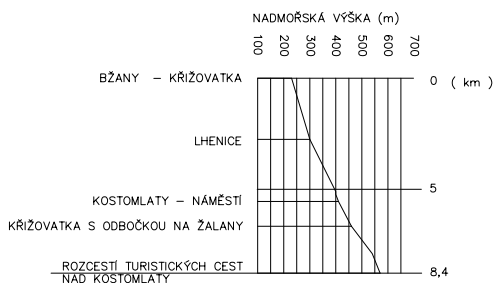 NADMOŘSKÁ VÝŠKA (m)
100 200 300 400 500 600 700
BŽANY – KŘIŽOVATKA 0 ( km )
LHENICE
5
KOSTOMLATY – NÁMĚSTÍ
KŘIŽOVATKA S ODBOČKOU NA ŽALANY
ROZCESTÍ TURISTICKÝCH CEST 8,4
NAD KOSTOMLATY